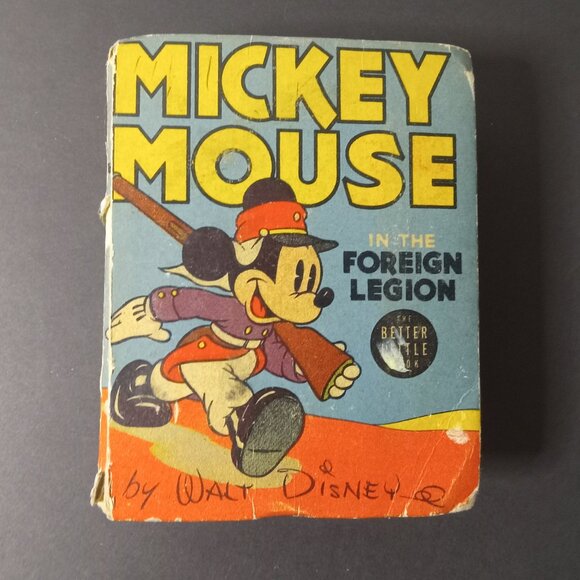 MICKEY
MOUSE
IN THE
FOREIGN
LEGION
THE
BETTER
LITTLE
BOOK
by WALT DISNEY